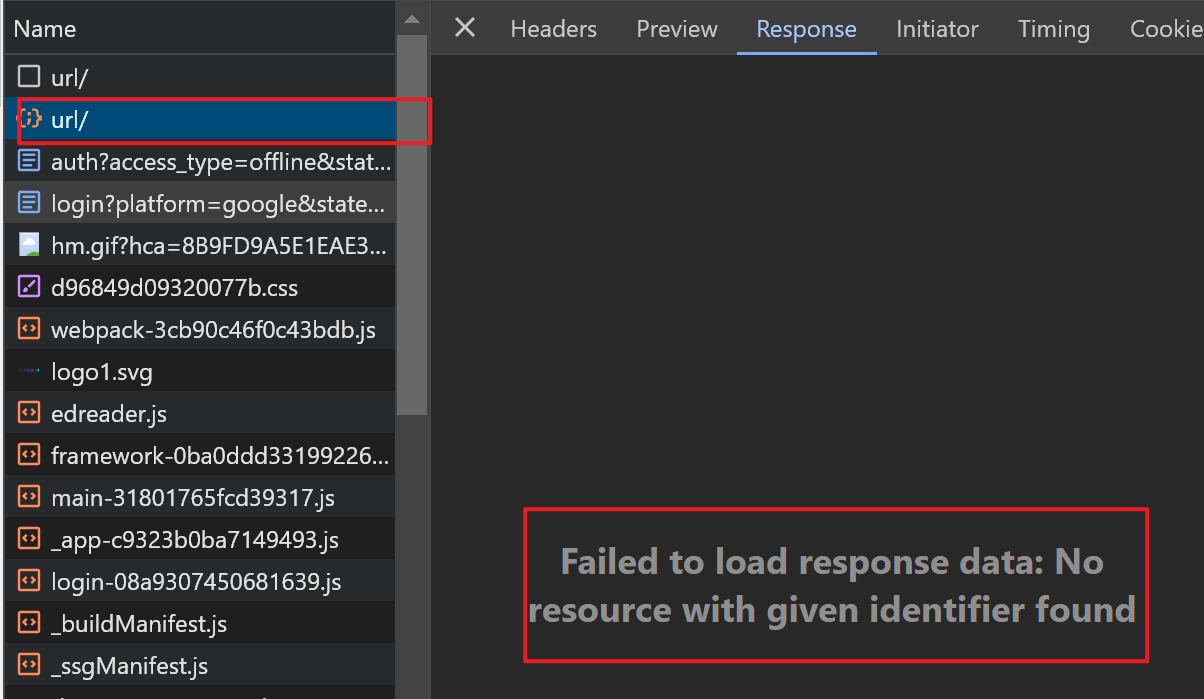 Name
Headers
Preview
Response
Initiator
Timing
Cookie
url/
url/
auth?access_type=offline&stat...
login?platform=google&state...
hm.gif?hca=8B9FD9A5E1EAE3...
d96849d09320077b.css
webpack-3cb90c46f0c43bdb.js
logo1.svg
edreader.js
framework-0ba0ddd33199226...
main-31801765fcd39317.js
_app-c9323b0ba7149493.js
login-08a9307450681639.js
_buildManifest.js
_ssgManifest.js
Failed to load response data: No
resource with given identifier found